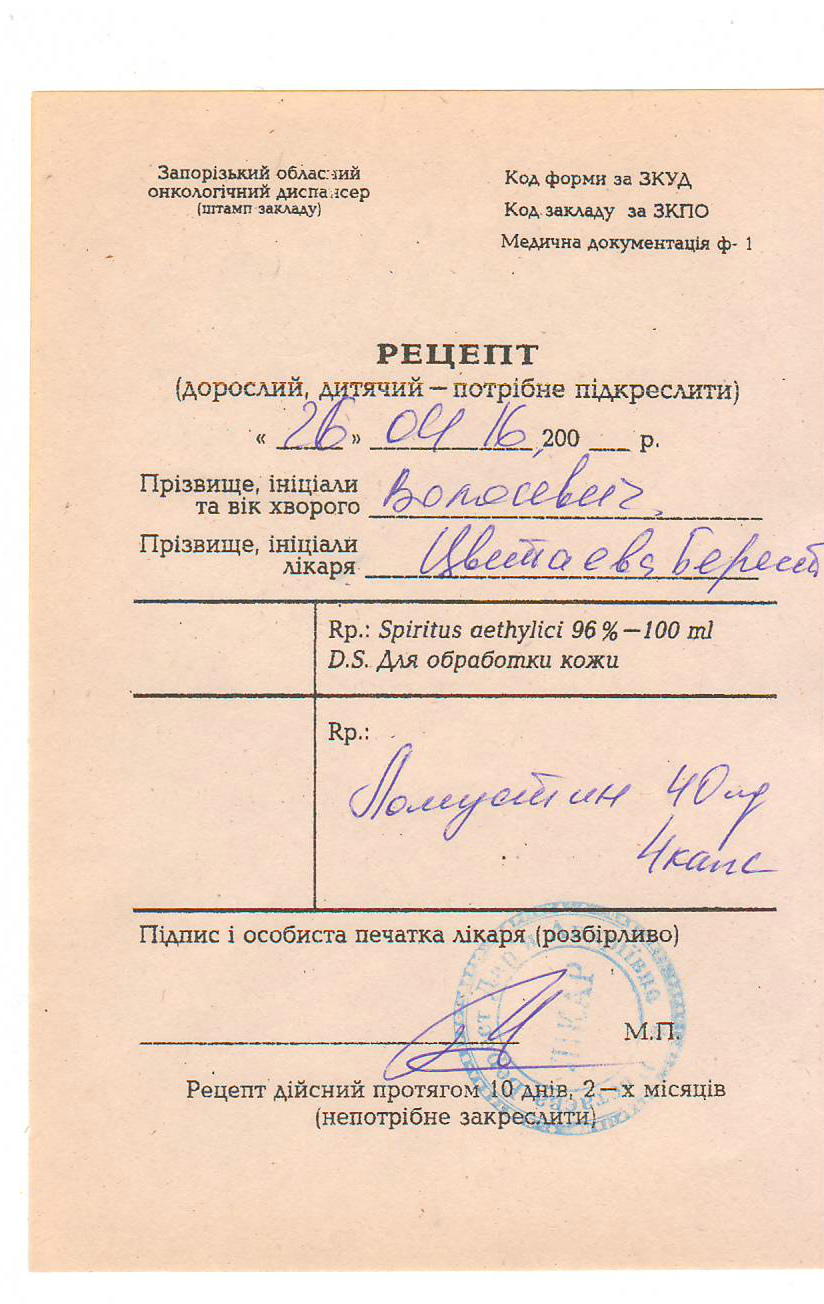 Запорізький обласний
онкологічний диспансер
(штамп закладу)
Код форми за ЗКУД
Код закладу за ЗКПО
Медична документація ф- 1
РЕЦЕПТ
(дорослий, дитячий — потрібне підкреслити)
« 26 » 04 16, 200 ___ р.
Прізвище, ініціали
та вік хворого Волосевич
Прізвище, ініціали
лікаря Цветаева Берест
Rp.: Spiritus aethylici 96 % — 100 ml
D.S. Для обработки кожи
Rp.:
Ломустин 40 мг
4 капс
Підпис і особиста печатка лікаря (розбірливо)
ЛІКАР
М.П.
Рецепт дійсний протягом 10 днів, 2 — х місяців
(непотрібне закреслити)